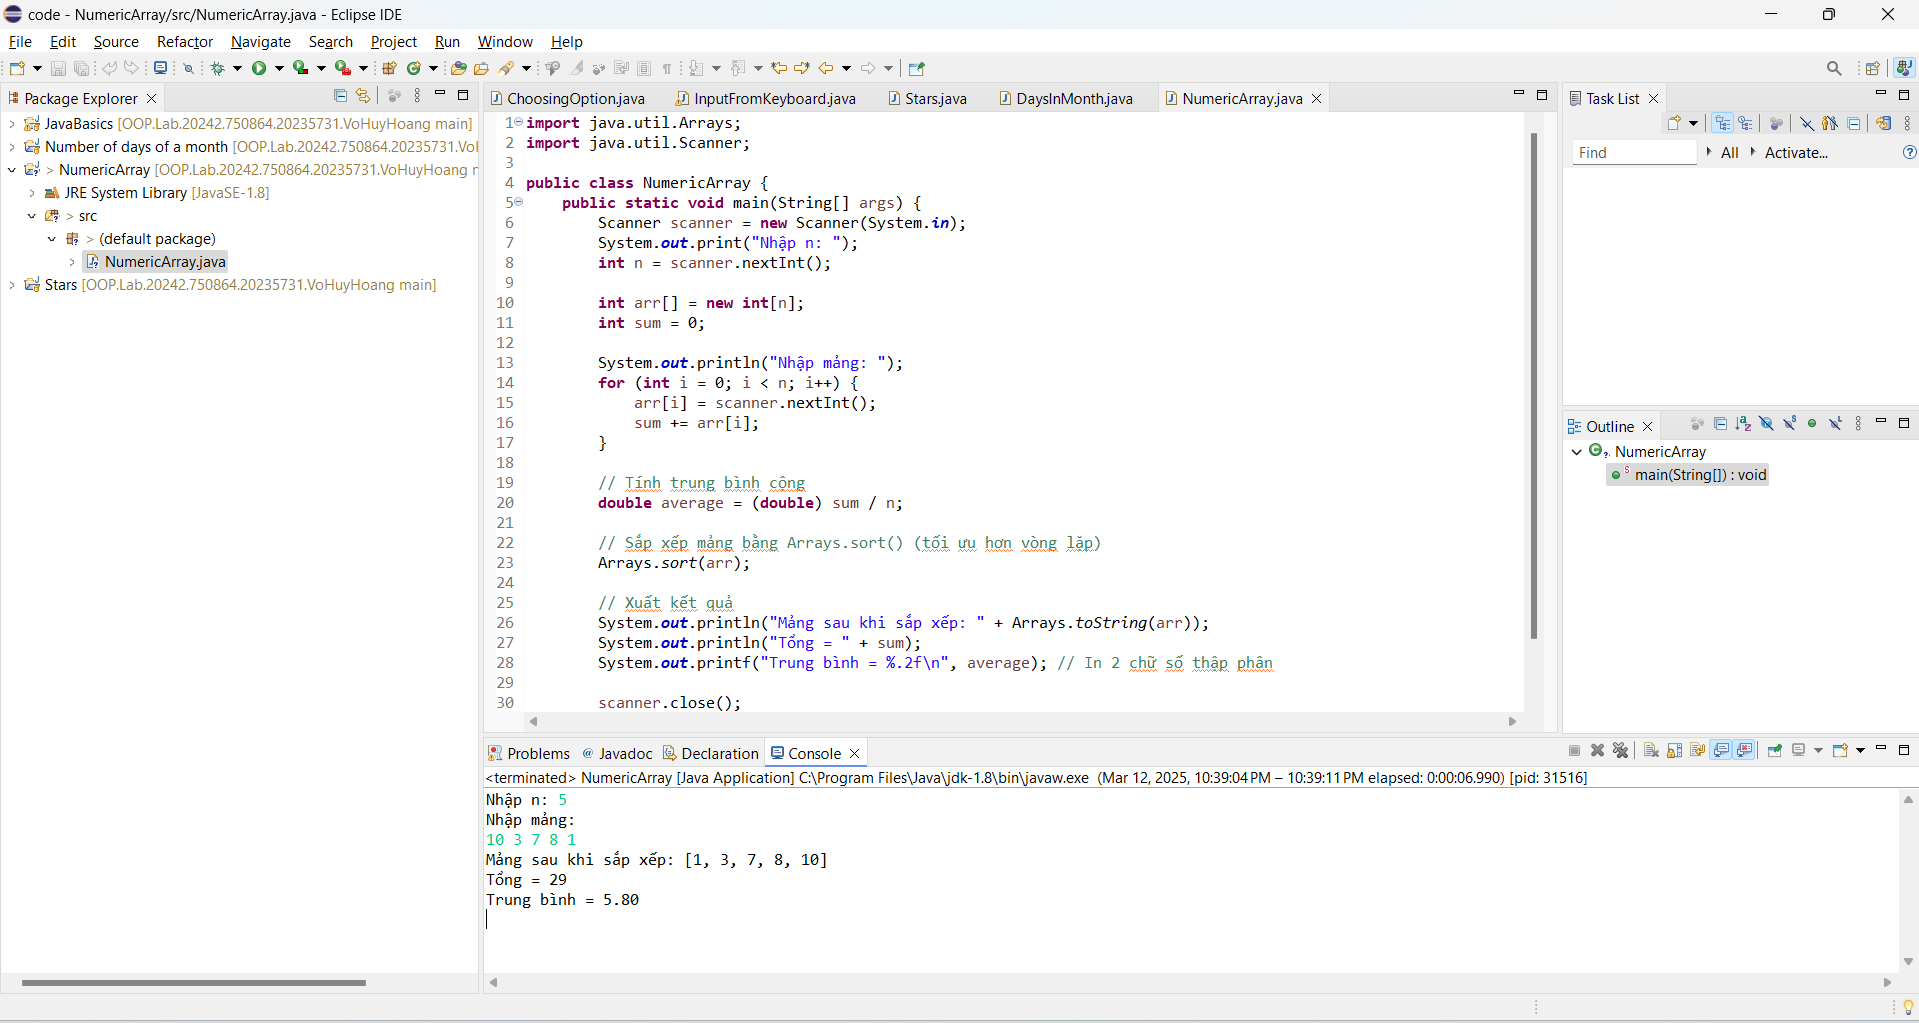 code - NumericArray/src/NumericArray.java - Eclipse IDE
File Edit Source Refactor Navigate Search Project Run Window Help
Package Explorer
JavaBasics [OOP.Lab.20242.750864.20235731.VoHuyHoang main]
Number of days of a month [OOP.Lab.20242.750864.20235731.VoH
> NumericArray [OOP.Lab.20242.750864.20235731.VoHuyHoang
JRE System Library [JavaSE-1.8]
> src
> (default package)
NumericArray.java
Stars [OOP.Lab.20242.750864.20235731.VoHuyHoang main]
ChoosingOption.java InputFromKeyboard.java Stars.java DaysInMonth.java NumericArray.java
1 import java.util.Arrays;
2 import java.util.Scanner;
3
4 public class NumericArray {
5 public static void main(String[] args) {
6 Scanner scanner = new Scanner(System.in);
7 System.out.print("Nhập n: ");
8 int n = scanner.nextInt();
9
10 int arr[] = new int[n];
11 int sum = 0;
12
13 System.out.println("Nhập mảng: ");
14 for (int i = 0; i < n; i++) {
15 arr[i] = scanner.nextInt();
16 sum += arr[i];
17 }
18
19 // Tính trung bình cộng
20 double average = (double) sum / n;
21
22 // Sắp xếp mảng bằng Arrays.sort() (tối ưu hơn vòng lặp)
23 Arrays.sort(arr);
24
25 // Xuất kết quả
26 System.out.println("Mảng sau khi sắp xếp: " + Arrays.toString(arr));
27 System.out.println("Tổng = " + sum);
28 System.out.printf("Trung bình = %.2f\n", average); // In 2 chữ số thập phân
29
30 scanner.close();
Task List
Find All Activate...
Outline
NumericArray
main(String[]) : void
Problems Javadoc Declaration Console
<terminated> NumericArray [Java Application] C:\Program Files\Java\jdk-1.8\bin\javaw.exe (Mar 12, 2025, 10:39:04 PM – 10:39:11 PM elapsed: 0:00:06.990) [pid: 31516]
Nhập n: 5
Nhập mảng:
10 3 7 8 1
Mảng sau khi sắp xếp: [1, 3, 7, 8, 10]
Tổng = 29
Trung bình = 5.80